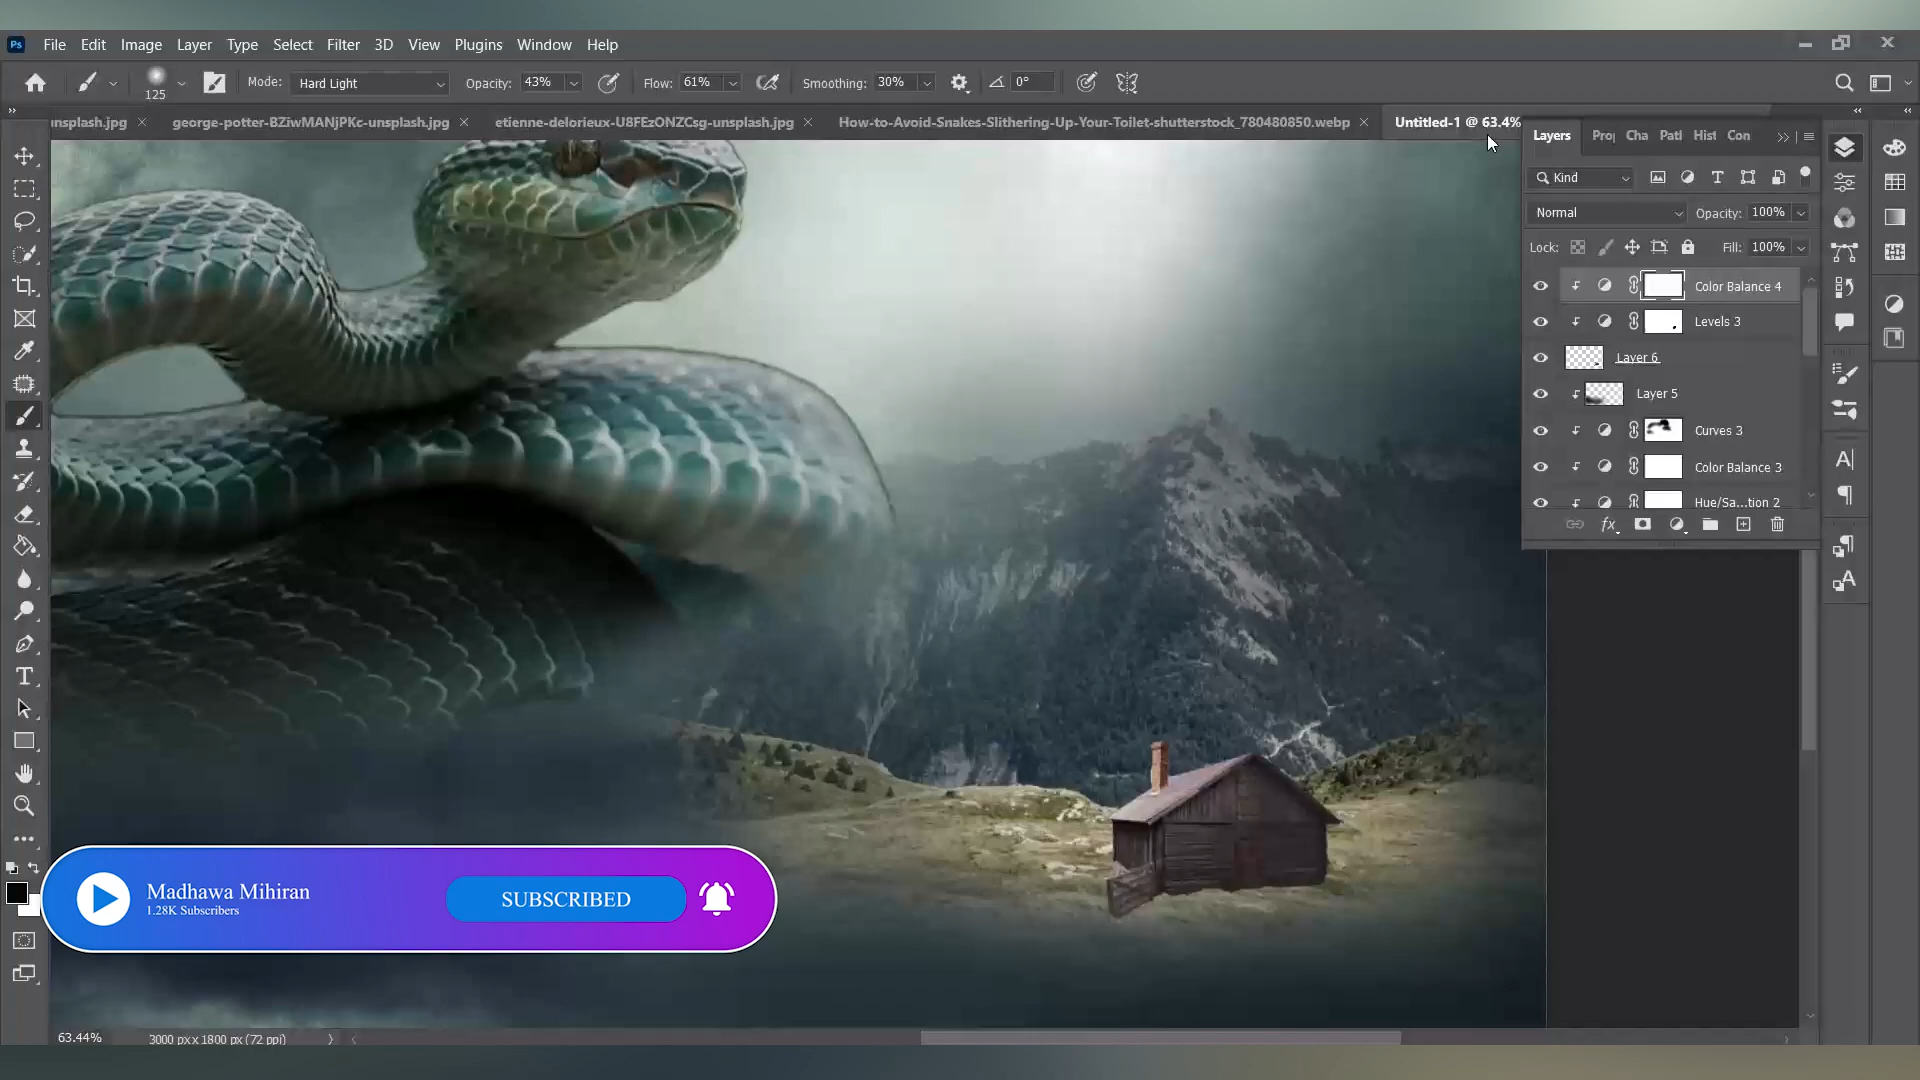 Ps File Edit Image Layer Type Select Filter 3D View Plugins Window Help
125 Mode: Hard Light Opacity: 43% Flow: 61% Smoothing: 30% 0°
nsplash.jpg × george-potter-BZiwMANjPKc-unsplash.jpg × etienne-delorieux-U8FEzONZCsg-unsplash.jpg × How-to-Avoid-Snakes-Slithering-Up-Your-Toilet-shutterstock_780480850.webp × Untitled-1 @ 63.4%
Layers Pro Cha Patl Hist Con
Kind
Normal Opacity: 100%
Lock: Fill: 100%
Color Balance 4
Levels 3
Layer 6
Layer 5
Curves 3
Color Balance 3
Hue/Sa...tion 2
fx
Madhawa Mihiran
1.28K Subscribers
SUBSCRIBED
63.44% 3000 px x 1800 px (72 ppi)